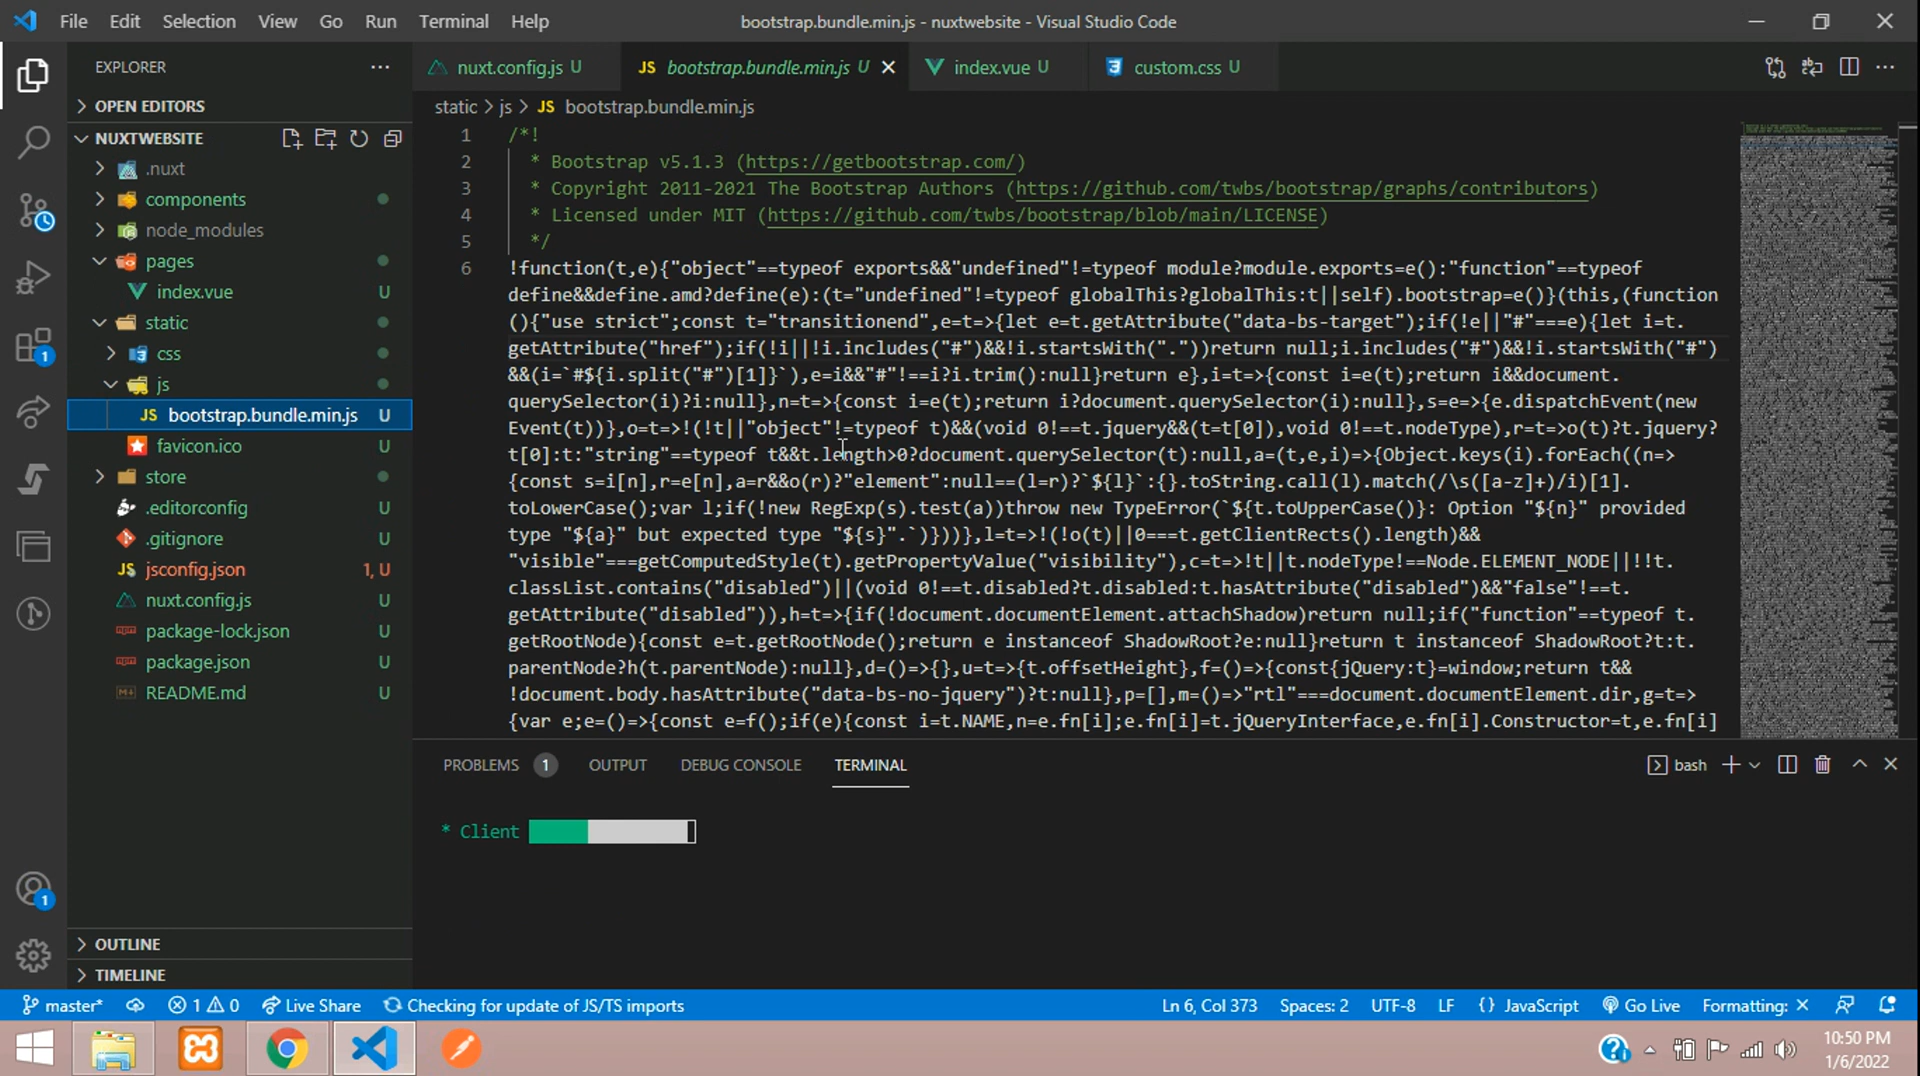 File Edit Selection View Go Run Terminal Help
bootstrap.bundle.min.js - nuxtwebsite - Visual Studio Code
EXPLORER
nuxt.config.js U
JS bootstrap.bundle.min.js U
index.vue U
custom.css U
OPEN EDITORS
static > js > JS bootstrap.bundle.min.js
NUXTWEBSITE
.nuxt
components
node_modules
pages
index.vue U
static
css
js
JS bootstrap.bundle.min.js U
favicon.ico U
store
.editorconfig U
.gitignore U
JS jsconfig.json 1, U
nuxt.config.js U
package-lock.json U
package.json U
README.md U
OUTLINE
TIMELINE
1 /*!
2 * Bootstrap v5.1.3 (https://getbootstrap.com/)
3 * Copyright 2011-2021 The Bootstrap Authors (https://github.com/twbs/bootstrap/graphs/contributors)
4 * Licensed under MIT (https://github.com/twbs/bootstrap/blob/main/LICENSE)
5 */
6 !function(t,e){"object"==typeof exports&&"undefined"!=typeof module?module.exports=e():"function"==typeof
define&&define.amd?define(e):(t="undefined"!=typeof globalThis?globalThis:t||self).bootstrap=e()}(this,(function
(){"use strict";const t="transitionend",e=t=>{let e=t.getAttribute("data-bs-target");if(!e||"#"===e){let i=t.
getAttribute("href");if(!i||!i.includes("#")&&!i.startsWith("."))return null;i.includes("#")&&!i.startsWith("#")
&&(i=`#${i.split("#")[1]}`),e=i&&"#"!==i?i.trim():null}return e},i=t=>{const i=e(t);return i&&document.
querySelector(i)?i:null},n=t=>{const i=e(t);return i?document.querySelector(i):null},s=e=>{e.dispatchEvent(new
Event(t))},o=t=>!(!t||"object"!=typeof t)&&(void 0!==t.jquery&&(t=t[0]),void 0!==t.nodeType),r=t=>o(t)?t.jquery?
t[0]:t:"string"==typeof t&&t.length>0?document.querySelector(t):null,a=(t,e,i)=>{Object.keys(i).forEach((n=>
{const s=i[n],r=e[n],a=r&&o(r)?"element":null==(l=r)?`${l}`:{}.toString.call(l).match(/\s([a-z]+)/i)[1].
toLowerCase();var l;if(!new RegExp(s).test(a))throw new TypeError(`${t.toUpperCase()}: Option "${n}" provided
type "${a}" but expected type "${s}".`)}))},l=t=>!(!o(t)||0===t.getClientRects().length)&&
"visible"===getComputedStyle(t).getPropertyValue("visibility"),c=t=>!t||t.nodeType!==Node.ELEMENT_NODE||!!t.
classList.contains("disabled")||(void 0!==t.disabled?t.disabled:t.hasAttribute("disabled")&&"false"!==t.
getAttribute("disabled")),h=t=>{if(!document.documentElement.attachShadow)return null;if("function"==typeof t.
getRootNode){const e=t.getRootNode();return e instanceof ShadowRoot?e:null}return t instanceof ShadowRoot?t:t.
parentNode?h(t.parentNode):null},d=()=>{},u=t=>{t.offsetHeight},f=()=>{const{jQuery:t}=window;return t&&
!document.body.hasAttribute("data-bs-no-jquery")?t:null},p=[],m=()=>"rtl"===document.documentElement.dir,g=t=>
{var e;e=()=>{const e=f();if(e){const i=t.NAME,n=e.fn[i];e.fn[i]=t.jQueryInterface,e.fn[i].Constructor=t,e.fn[i]
PROBLEMS 1 OUTPUT DEBUG CONSOLE TERMINAL
bash
* Client
1
1
master* 1 0 Live Share Checking for update of JS/TS imports
Ln 6, Col 373 Spaces: 2 UTF-8 LF {} JavaScript Go Live Formatting: ×
10:50 PM
1/6/2022